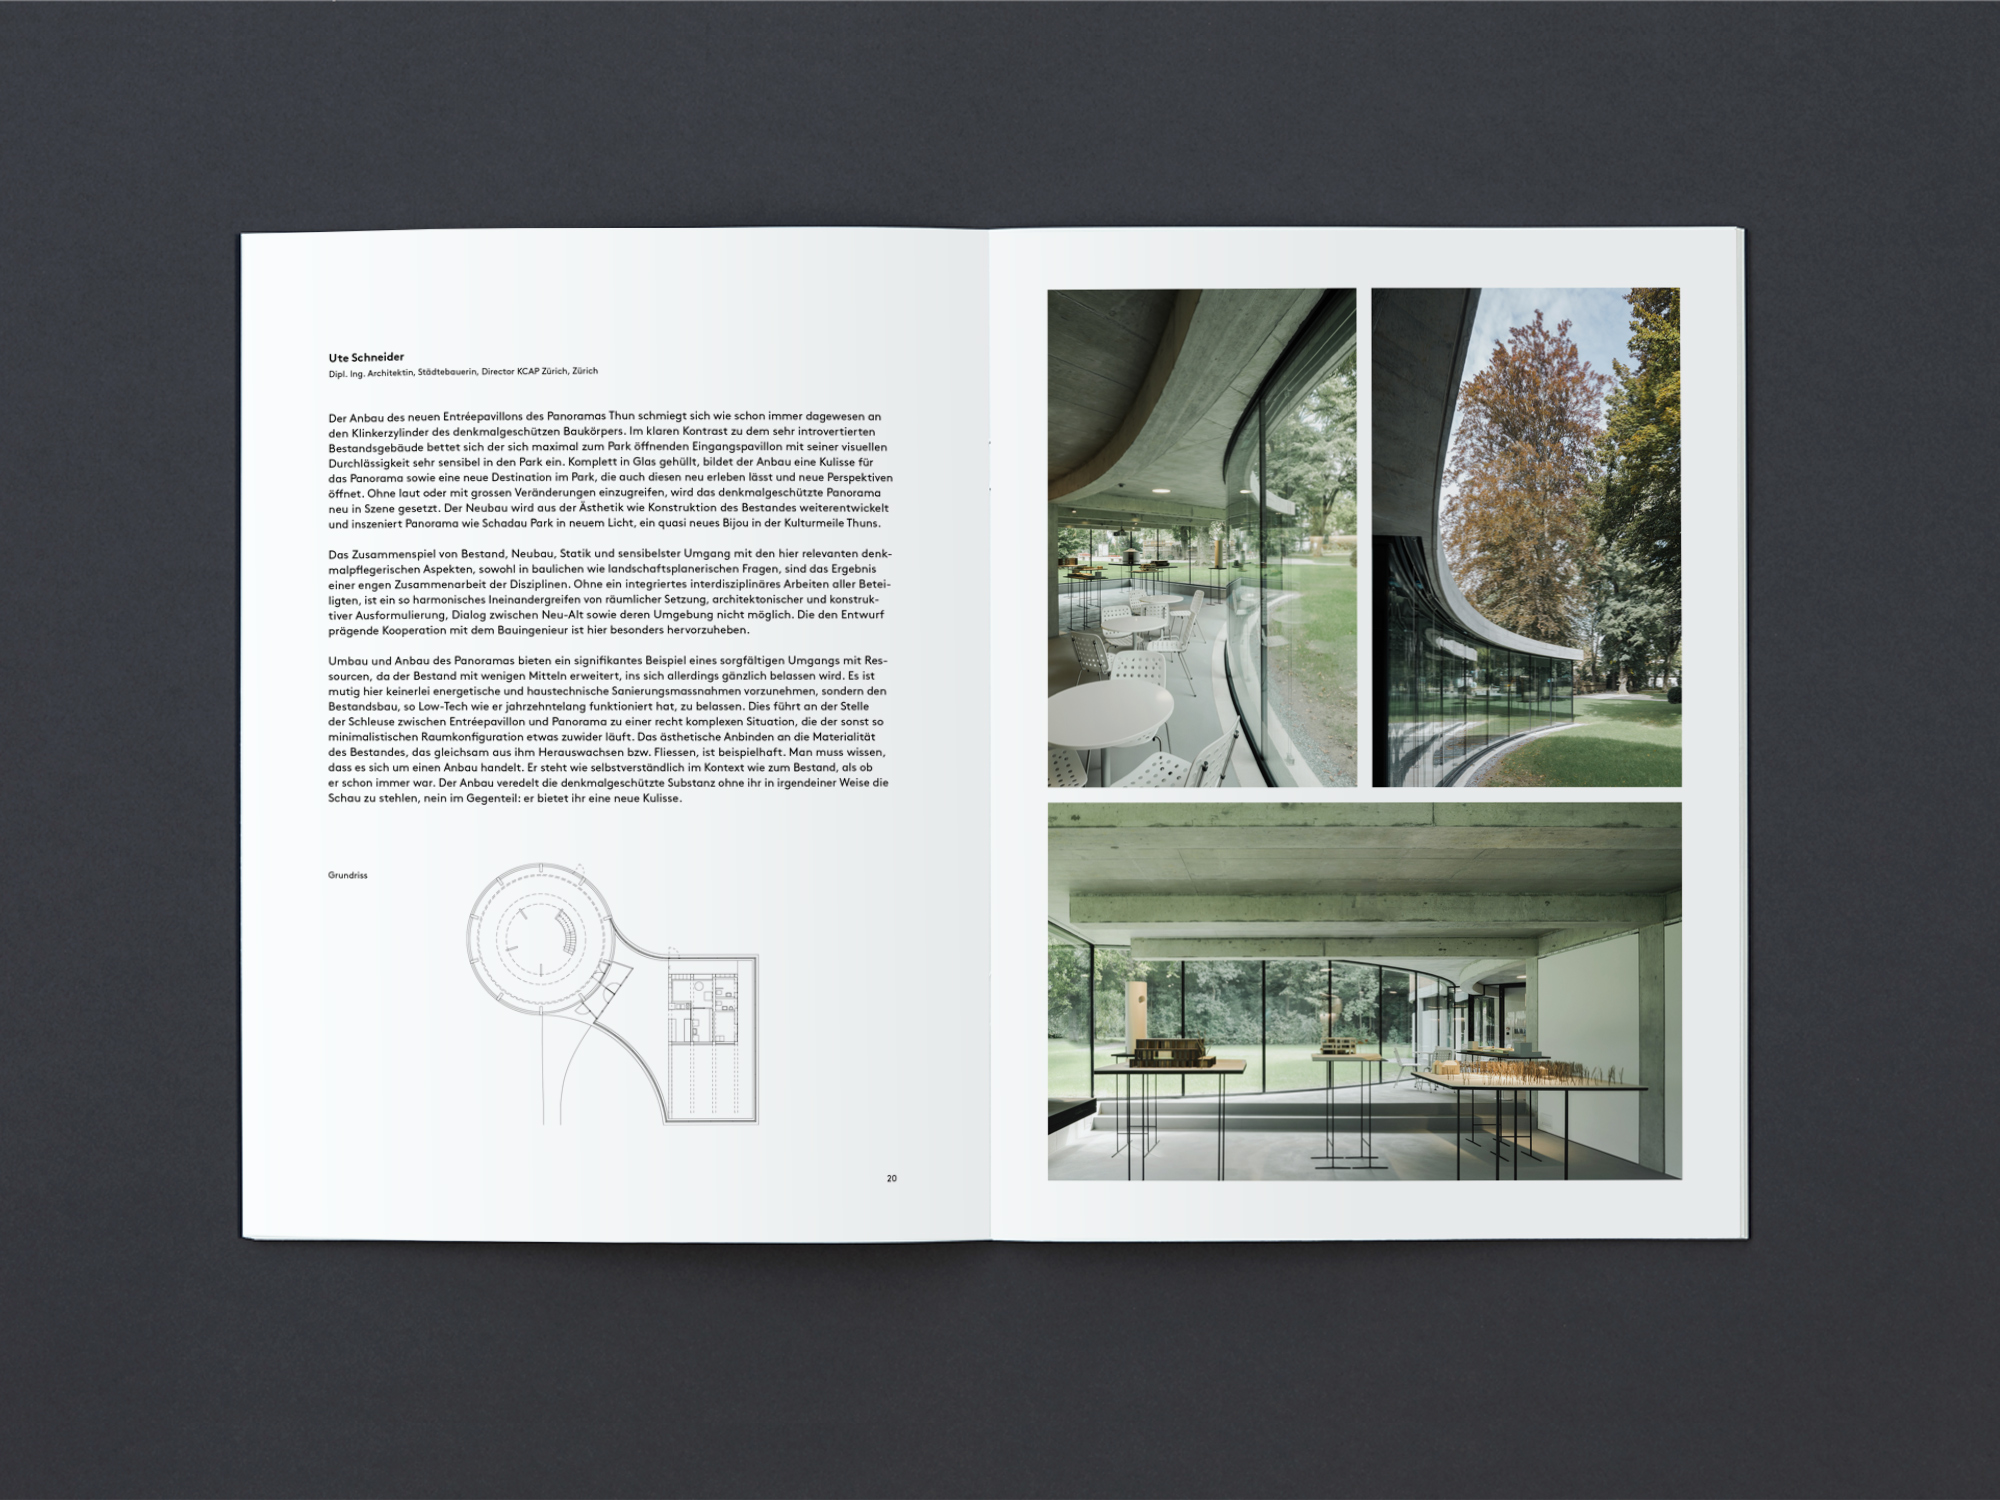 Ute Schneider
Dipl. Ing. Architektin, Städtebauerin, Director KCAP Zürich, Zürich
Der Anbau des neuen Entréepavillons des Panoramas Thun schmiegt sich wie schon immer dagewesen an
den Klinkerzylinder des denkmalgeschützen Baukörpers. Im klaren Kontrast zu dem sehr introvertierten
Bestandsgebäude bettet sich der sich maximal zum Park öffnenden Eingangspavillon mit seiner visuellen
Durchlässigkeit sehr sensibel in den Park ein. Komplett in Glas gehüllt, bildet der Anbau eine Kulisse für
das Panorama sowie eine neue Destination im Park, die auch diesen neu erleben lässt und neue Perspektiven
öffnet. Ohne laut oder mit grossen Veränderungen einzugreifen, wird das denkmalgeschützte Panorama
neu in Szene gesetzt. Der Neubau wird aus der Ästhetik wie Konstruktion des Bestandes weiterentwickelt
und inszeniert Panorama wie Schadau Park in neuem Licht, ein quasi neues Bijou in der Kulturmeile Thuns.
Das Zusammenspiel von Bestand, Neubau, Statik und sensibelster Umgang mit den hier relevanten denk-
malpflegerischen Aspekten, sowohl in baulichen wie landschaftsplanerischen Fragen, sind das Ergebnis
einer engen Zusammenarbeit der Disziplinen. Ohne ein integriertes interdisziplinäres Arbeiten aller Betei-
ligten, ist ein so harmonisches Ineinandergreifen von räumlicher Setzung, architektonischer und konstruk-
tiver Ausformulierung, Dialog zwischen Neu-Alt sowie deren Umgebung nicht möglich. Die den Entwurf
prägende Kooperation mit dem Bauingenieur ist hier besonders hervorzuheben.
Umbau und Anbau des Panoramas bieten ein signifikantes Beispiel eines sorgfältigen Umgangs mit Res-
sourcen, da der Bestand mit wenigen Mitteln erweitert, ins sich allerdings gänzlich belassen wird. Es ist
mutig hier keinerlei energetische und haustechnische Sanierungsmassnahmen vorzunehmen, sondern den
Bestandsbau, so Low-Tech wie er jahrzehntelang funktioniert hat, zu belassen. Dies führt an der Stelle
der Schleuse zwischen Entréepavillon und Panorama zu einer recht komplexen Situation, die der sonst so
minimalistischen Raumkonfiguration etwas zuwider läuft. Das ästhetische Anbinden an die Materialität
des Bestandes, das gleichsam aus ihm Herauswachsen bzw. Fliessen, ist beispielhaft. Man muss wissen,
dass es sich um einen Anbau handelt. Er steht wie selbstverständlich im Kontext wie zum Bestand, als ob
er schon immer war. Der Anbau veredelt die denkmalgeschützte Substanz ohne ihr in irgendeiner Weise die
Schau zu stehlen, nein im Gegenteil: er bietet ihr eine neue Kulisse.
Grundriss
20